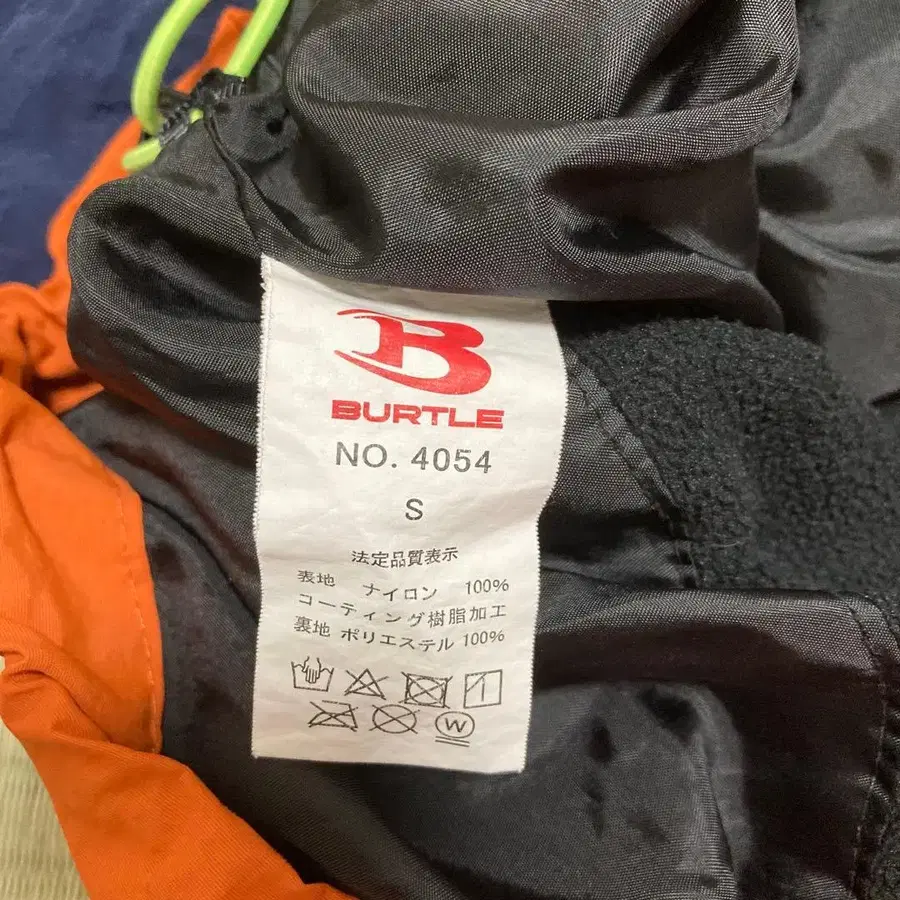 B
BURTLE
NO. 4054
S
法定品質表示
表地 ナイロン 100%
コーティング樹脂加工
裏地 ポリエステル 100%
W